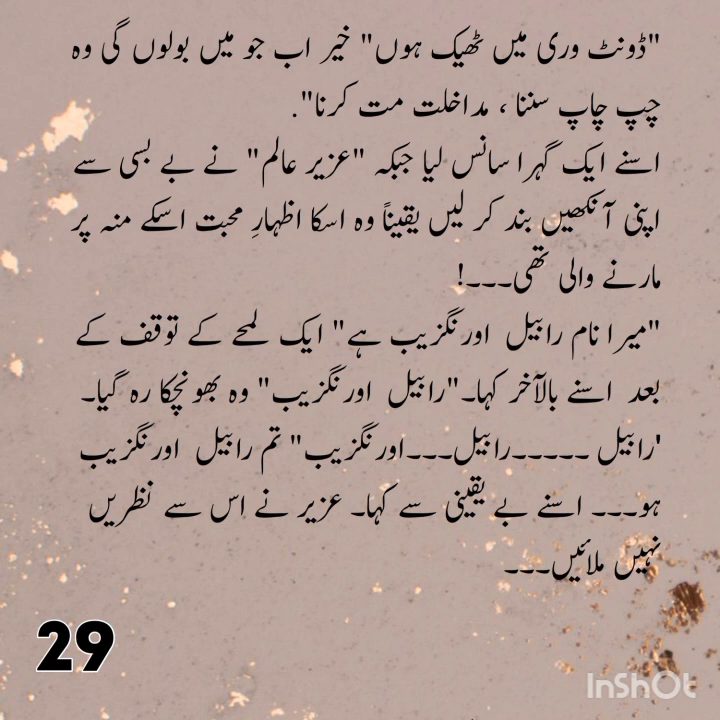 "ڈونٹ وری میں ٹھیک ہوں" خیر اب جو میں بولوں گی وہ
چپ چاپ سننا ، مداخلت مت کرنا".
اسنے ایک گہرا سانس لیا جبکہ "عزیر عالم" نے بے بسی سے
اپنی آنکھیں بند کر لیں یقیناً وہ اسکا اظہارِ محبت اسکے منہ پر
مارنے والی تھی۔۔۔!
"میرا نام رابیل اورنگزیب ہے" ایک لمحے کے توقف کے
بعد اسنے بالآخر کہا۔"رابیل اورنگزیب" وہ بھونچکا رہ گیا۔
'رابیل ۔۔۔۔۔رابیل۔۔۔اورنگزیب" تم رابیل اورنگزیب
ہو۔۔۔ اسنے بے یقینی سے کہا۔ عزیر نے اس سے نظریں
نہیں ملائیں۔۔۔
29
InShOt